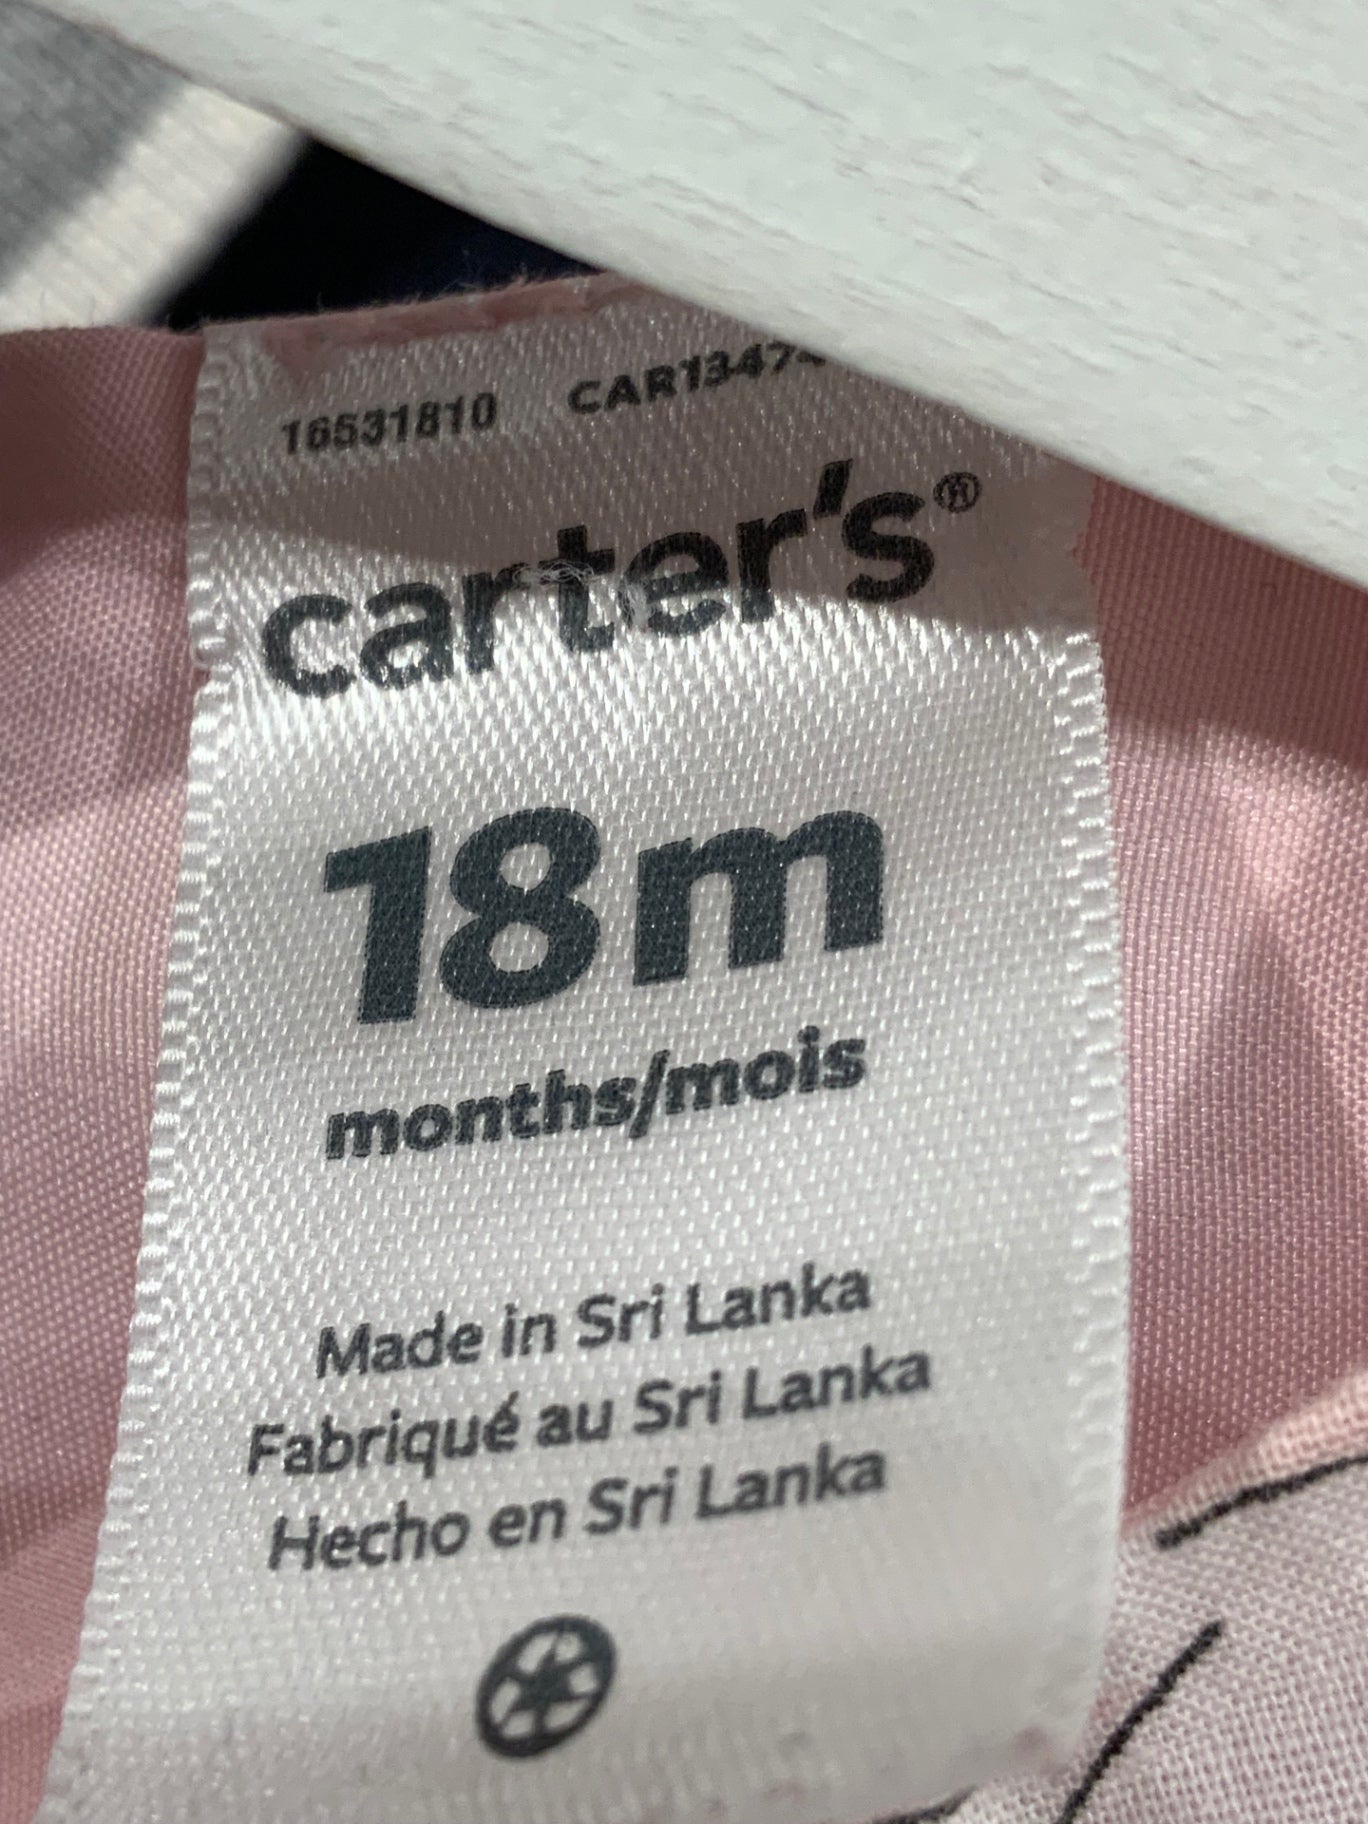 16531810 CAR1347
carter's®
18m
months/mois
Made in Sri Lanka
Fabriqué au Sri Lanka
Hecho en Sri Lanka